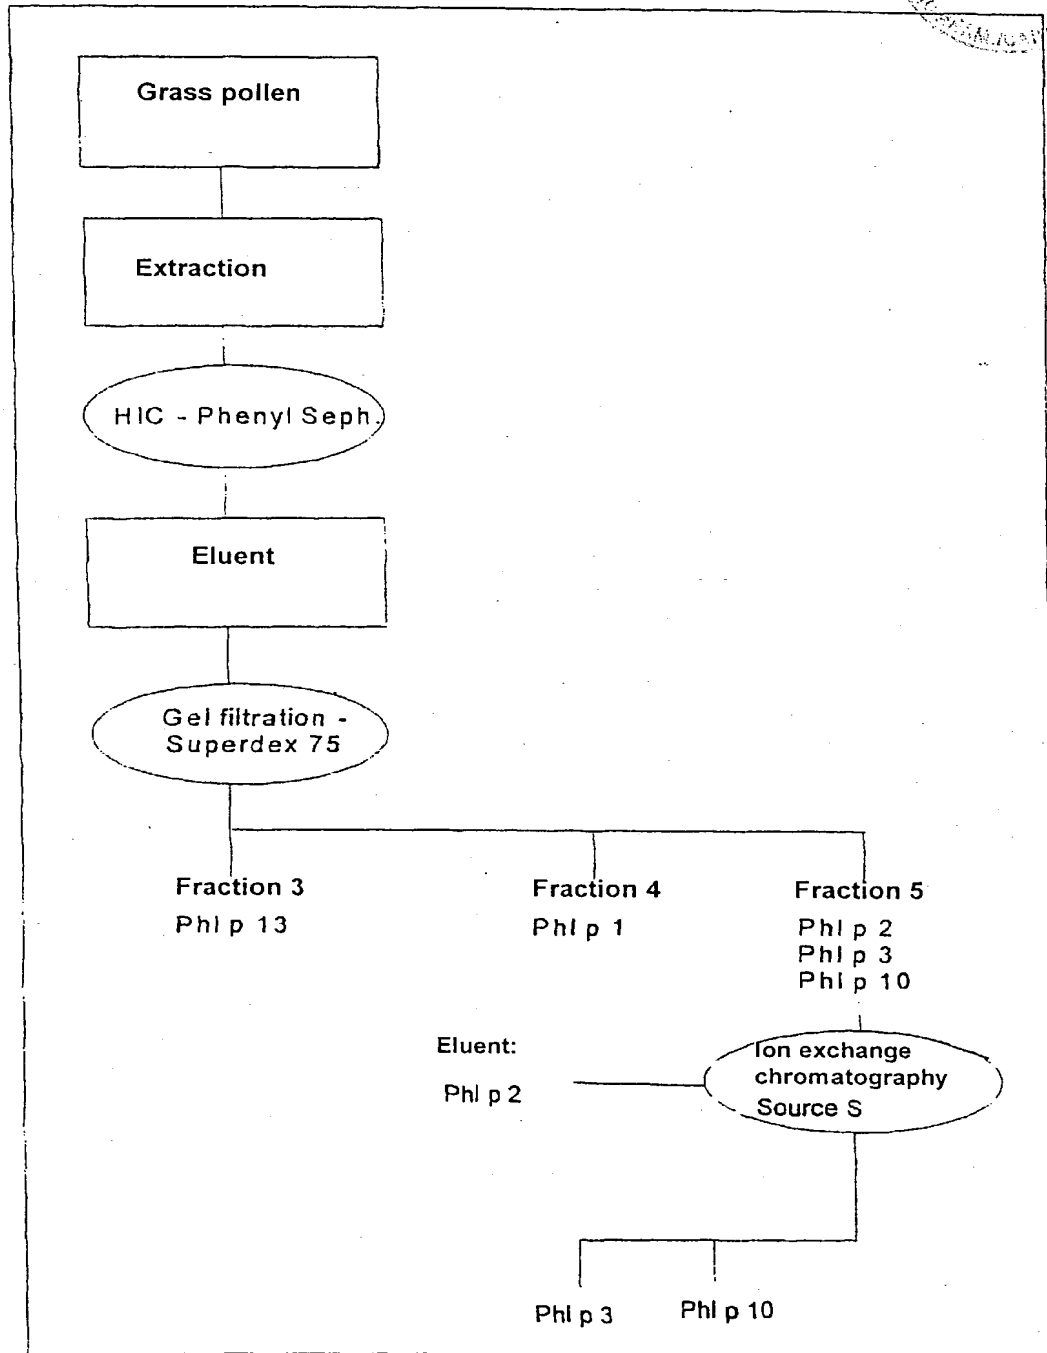 Grass pollen
Extraction
HIC - Phenyl Seph.
Eluent
Gel filtration -
Superdex 75
Fraction 3
Phl p 13
Fraction 4
Phl p 1
Fraction 5
Phl p 2
Phl p 3
Phl p 10
Eluent:
Phl p 2
Ion exchange
chromatography
Source S
Phl p 3
Phl p 10